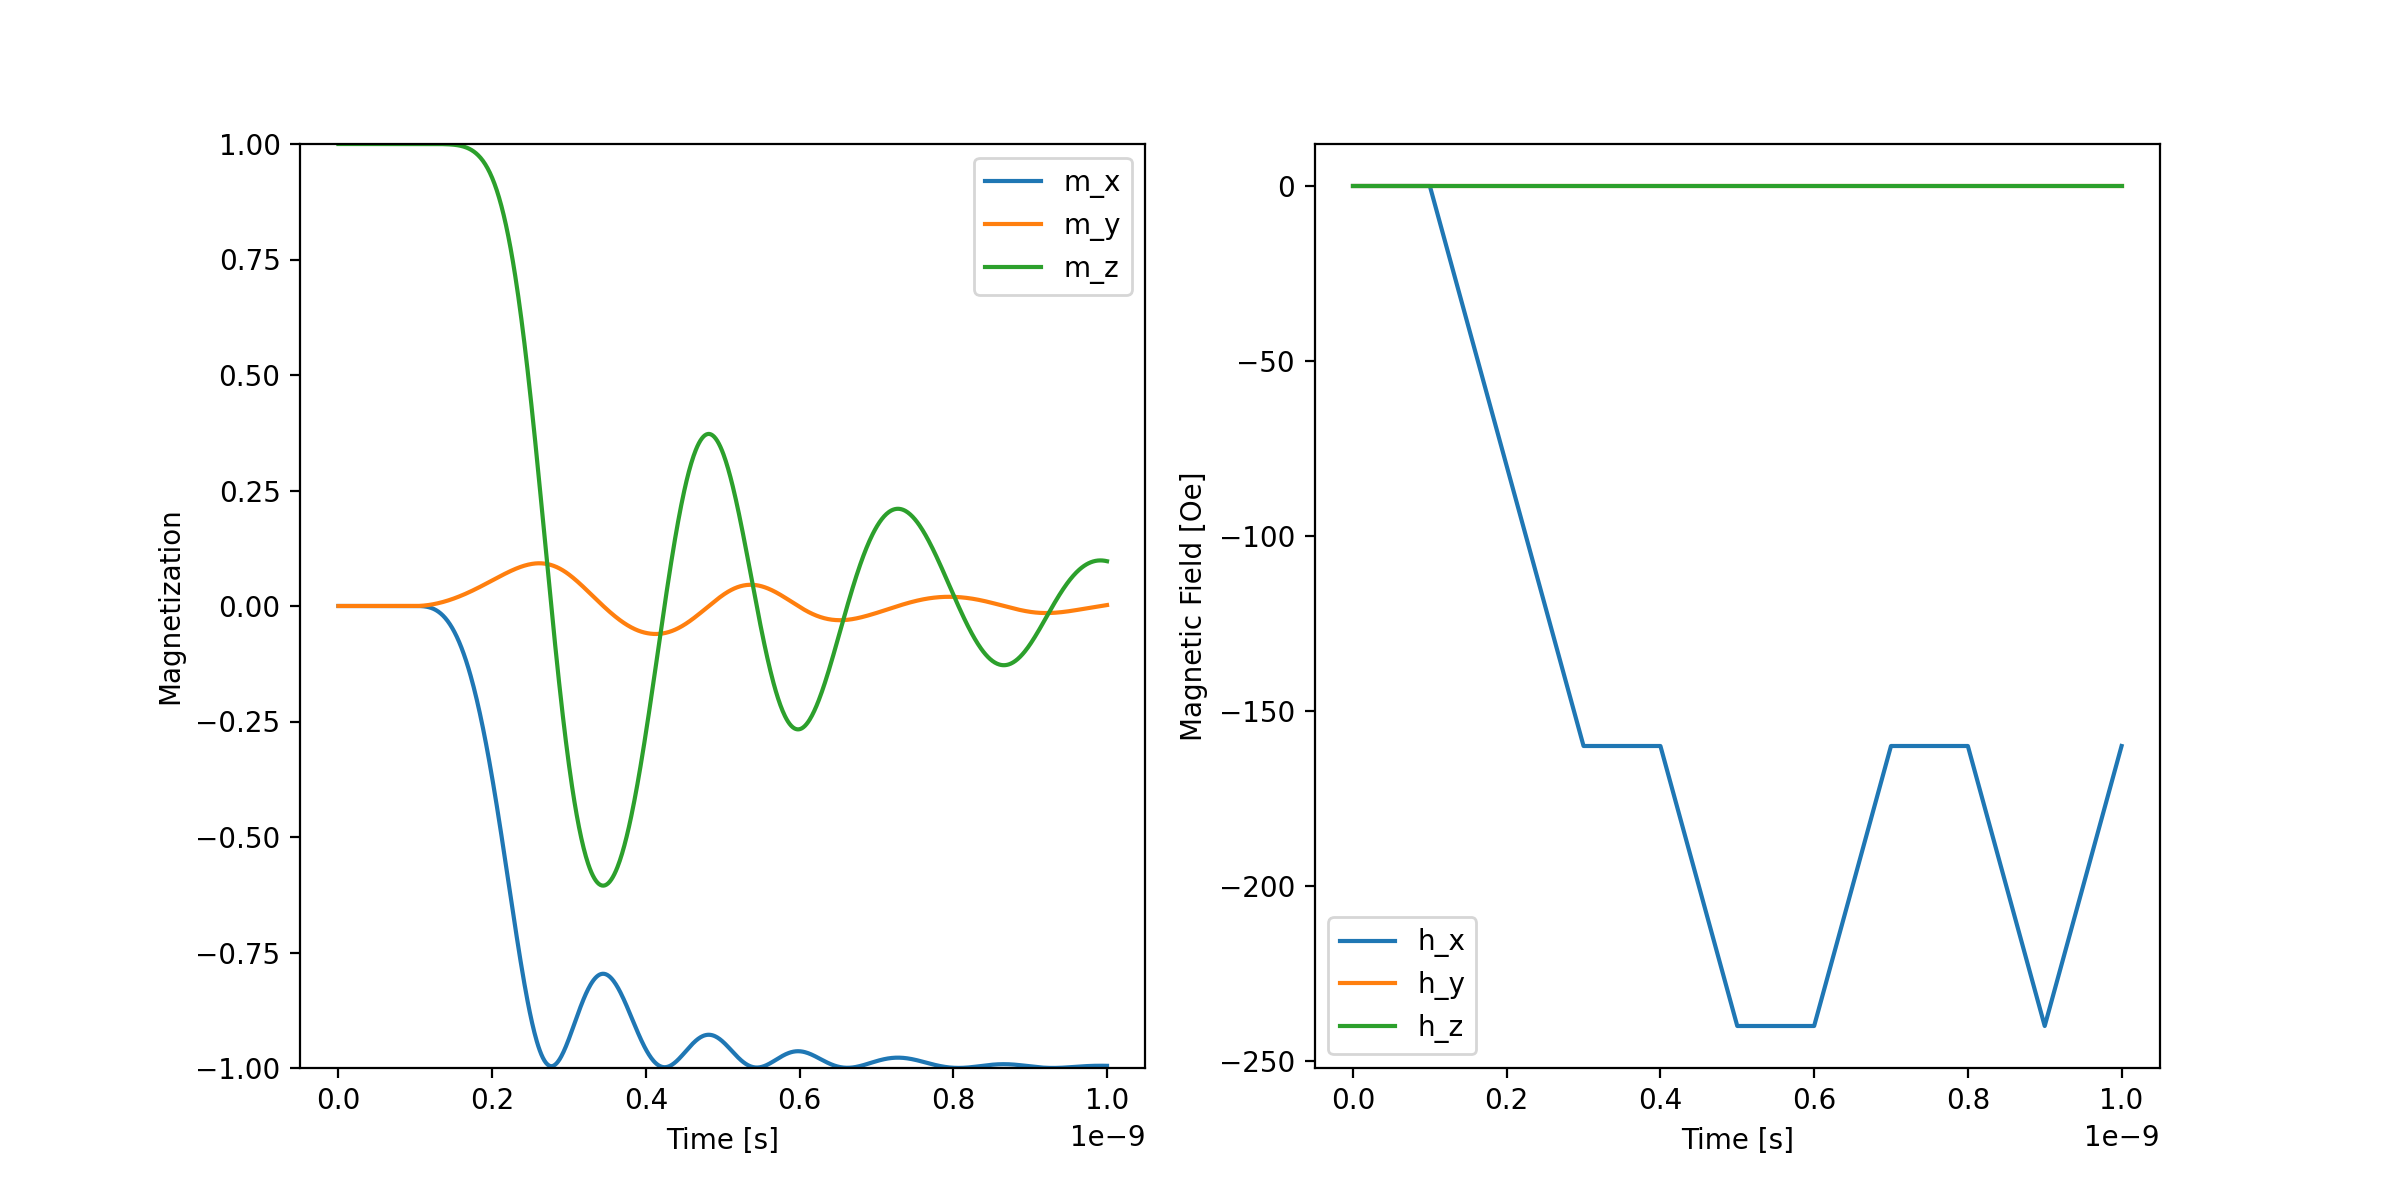 1.00
0.75
0.50
0.25
0.00
−0.25
−0.50
−0.75
−1.00
Magnetization
m_x
m_y
m_z
0.0 0.2 0.4 0.6 0.8 1.0
Time [s]
1e−9
0
−50
−100
−150
−200
−250
Magnetic Field [Oe]
h_x
h_y
h_z
0.0 0.2 0.4 0.6 0.8 1.0
Time [s]
1e−9